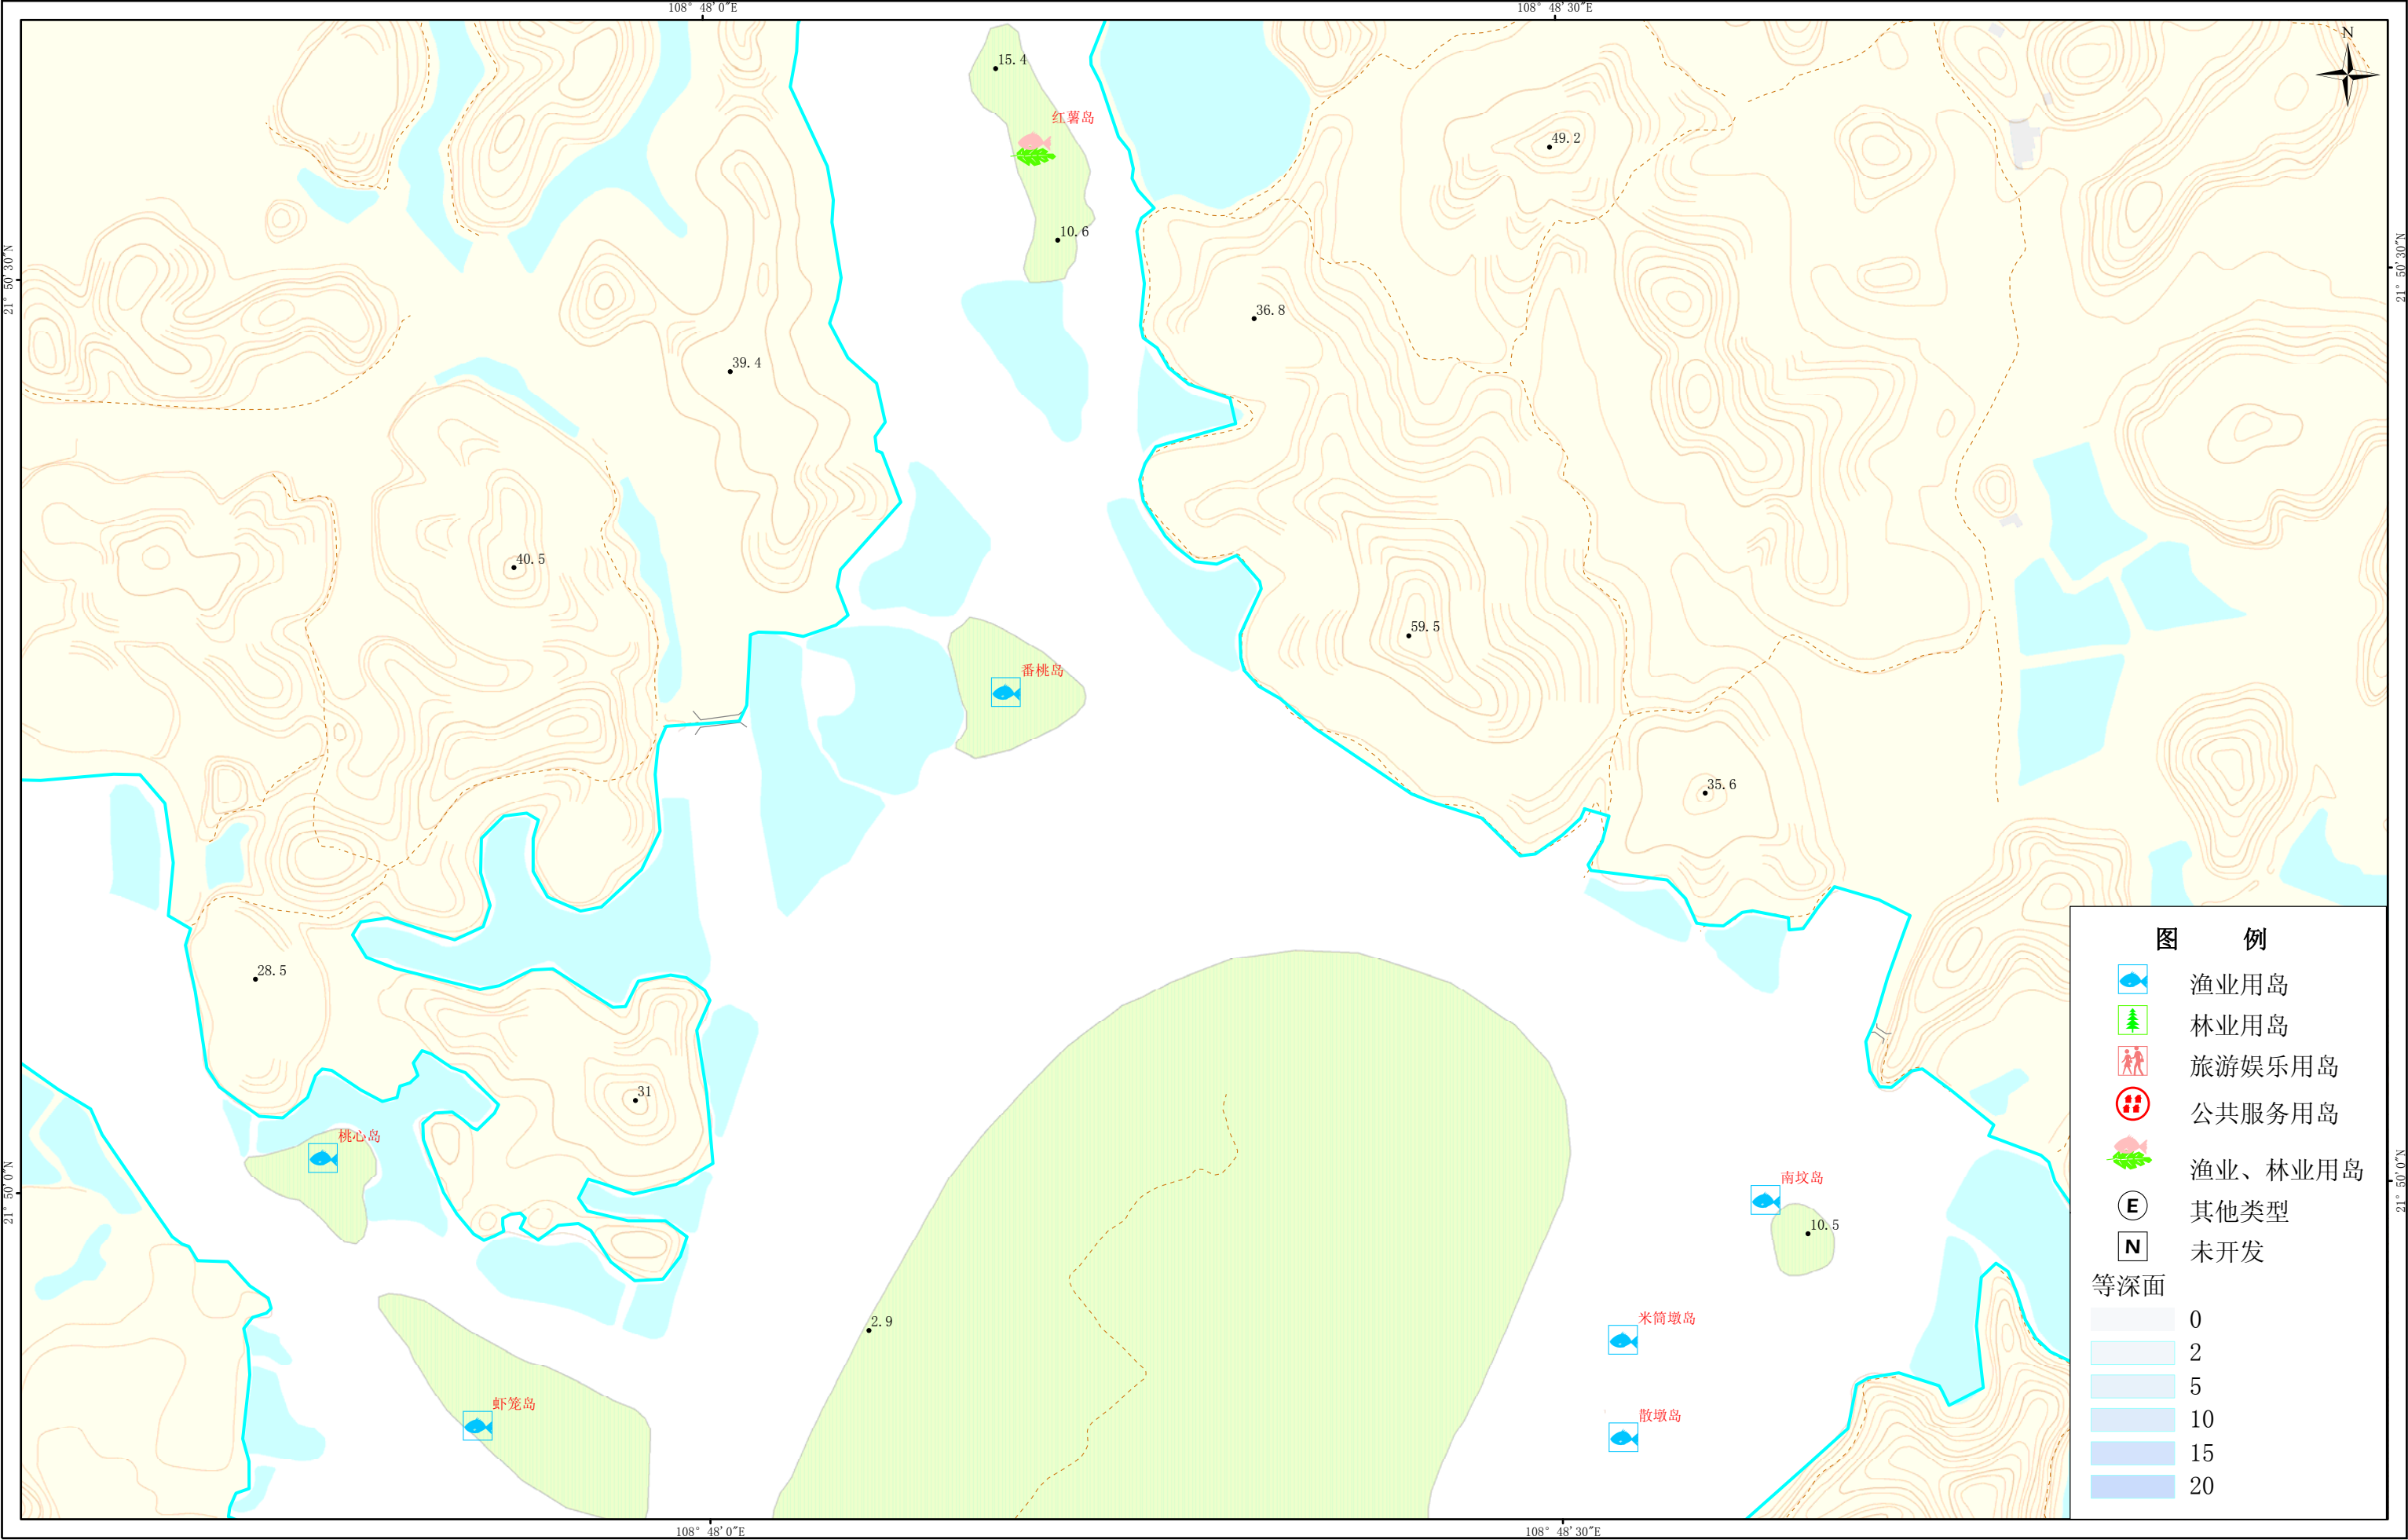 108° 48′0″E
108° 48′30″E
N
15.4
红薯岛
49.2
10.6
21° 50′30″N
21° 50′30″N
36.8
39.4
40.5
59.5
番桃岛
35.6
28.5
31
桃心岛
21° 50′0″N
21° 50′0″N
南坟岛
10.5
米筒墩岛
2.9
虾笼岛
散墩岛
图 例
渔业用岛
林业用岛
旅游娱乐用岛
公共服务用岛
渔业、林业用岛
E 其他类型
N 未开发
等深面
0
2
5
10
15
20
108° 48′0″E
108° 48′30″E